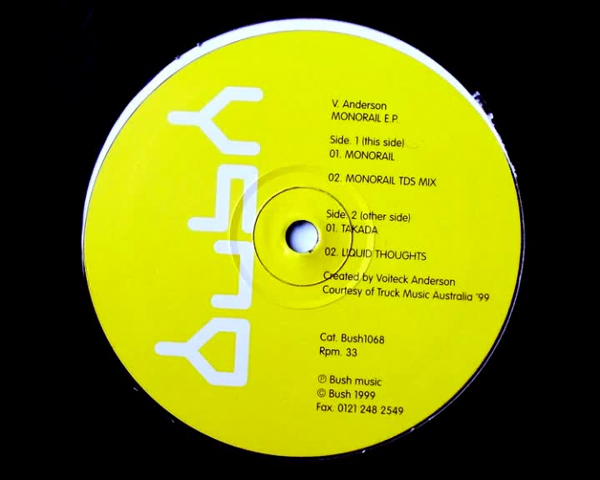 V. Anderson
MONORAIL E.P.
Side. 1 (this side)
01. MONORAIL
02. MONORAIL TDS MIX
Side. 2 (other side)
01. TAKADA
02. LIQUID THOUGHTS
Created by Voiteck Anderson
Courtesy of Truck Music Australia '99
Cat. Bush1068
Rpm. 33
℗ Bush music
© Bush 1999
Fax. 0121 248 2549